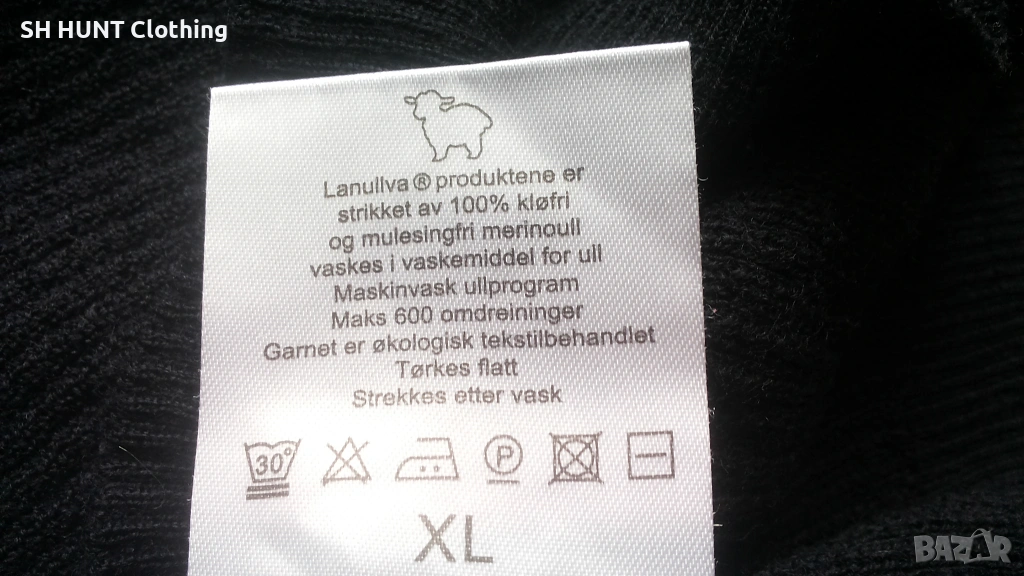 SH HUNT Clothing
Lanullva® produktene er
strikket av 100% kløfri
og mulesingfri merinoull
vaskes i vaskemiddel for ull
Maskinvask ullprogram
Maks 600 omdreininger
Garnet er økologisk tekstilbehandlet
Tørkes flatt
Strekkes etter vask
30° P
XL
BAZAR